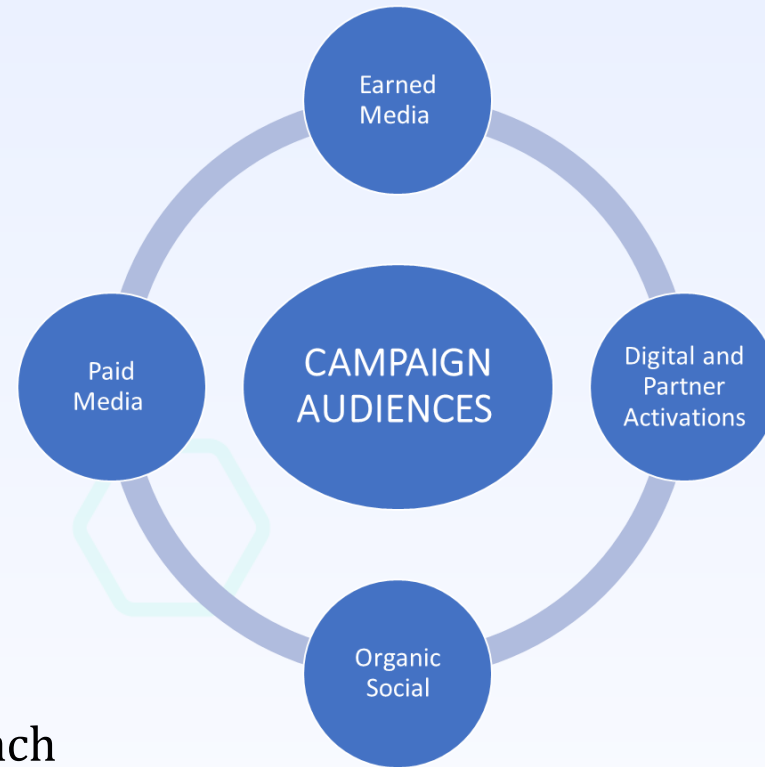 Earned
Media
Paid
Media
CAMPAIGN
AUDIENCES
Digital and
Partner
Activations
Organic
Social